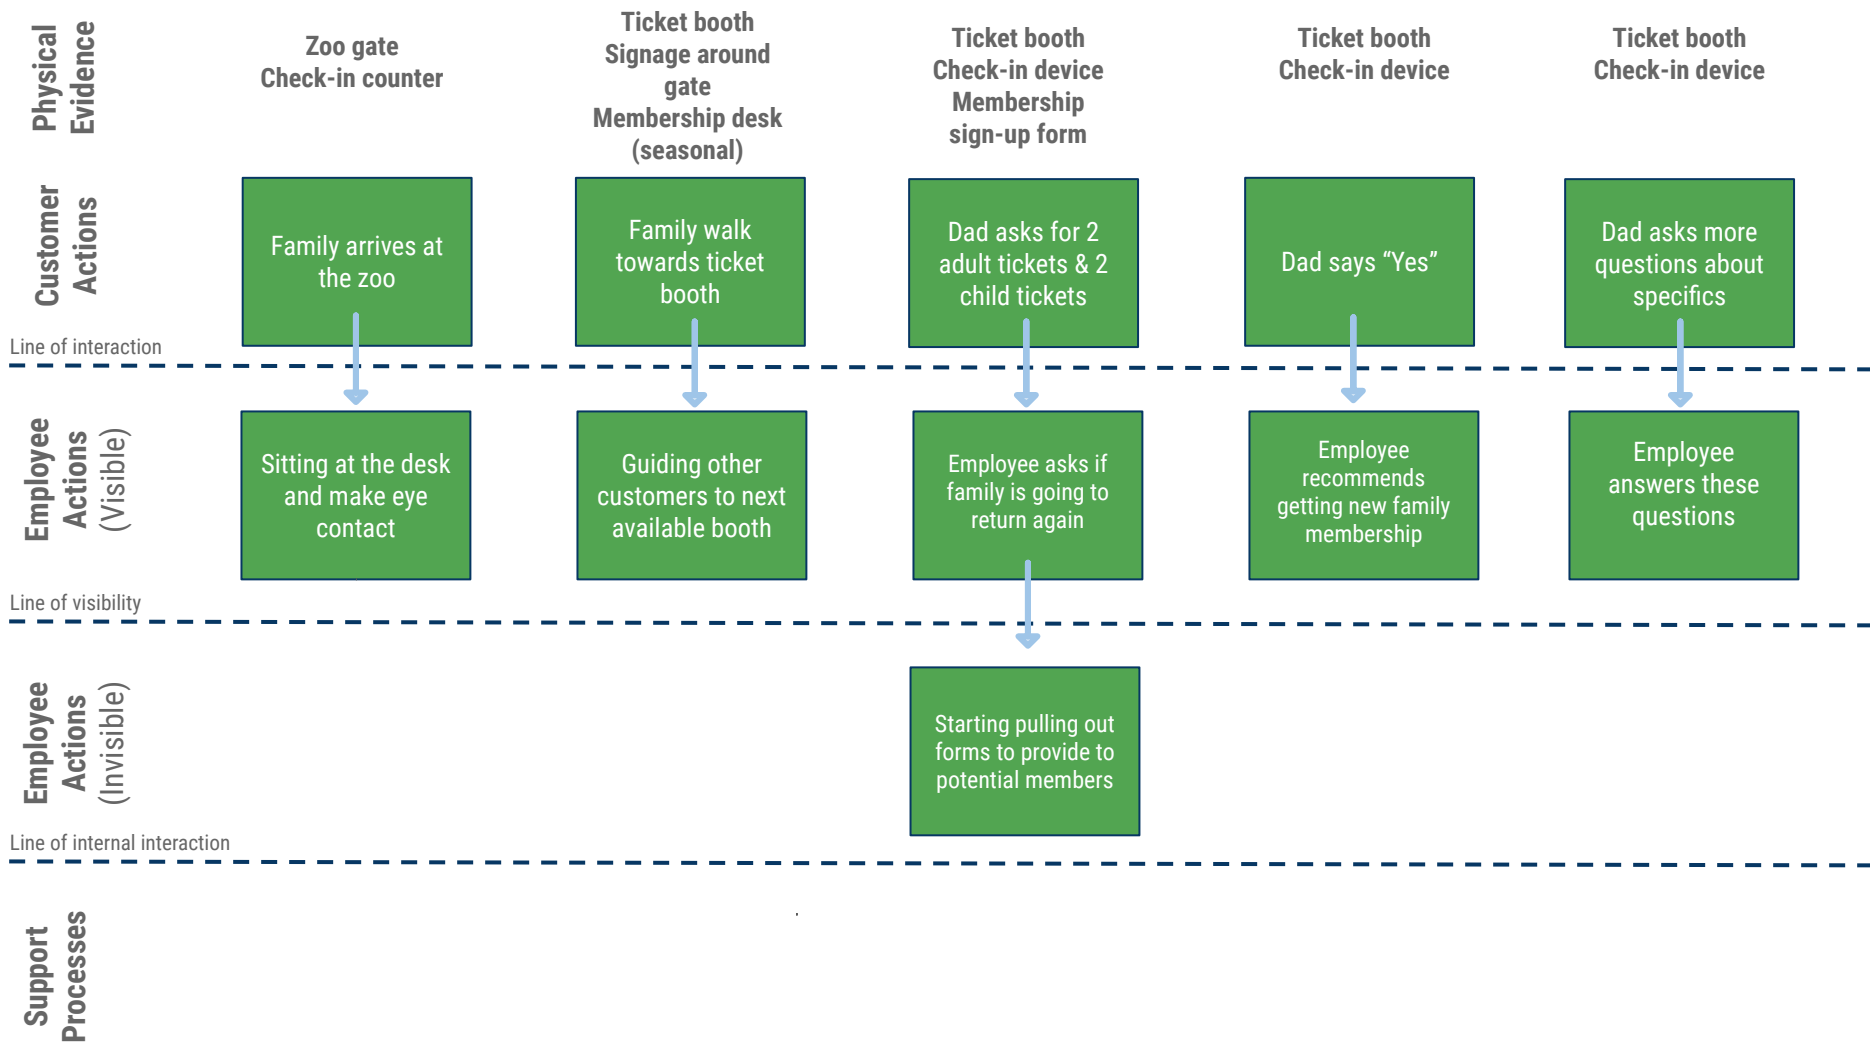 Physical
Evidence
Zoo gate
Check-in counter
Ticket booth
Signage around
gate
Membership desk
(seasonal)
Ticket booth
Check-in device
Membership
sign-up form
Ticket booth
Check-in device
Ticket booth
Check-in device
Customer
Actions
Family arrives at
the zoo
Family walk
towards ticket
booth
Dad asks for 2
adult tickets & 2
child tickets
Dad says “Yes”
Dad asks more
questions about
specifics
Line of interaction
Employee
Actions
(Visible)
Sitting at the desk
and make eye
contact
Guiding other
customers to next
available booth
Employee asks if
family is going to
return again
Employee
recommends
getting new family
membership
Employee
answers these
questions
Line of visibility
Employee
Actions
(Invisible)
Starting pulling out
forms to provide to
potential members
Line of internal interaction
Support
Processes